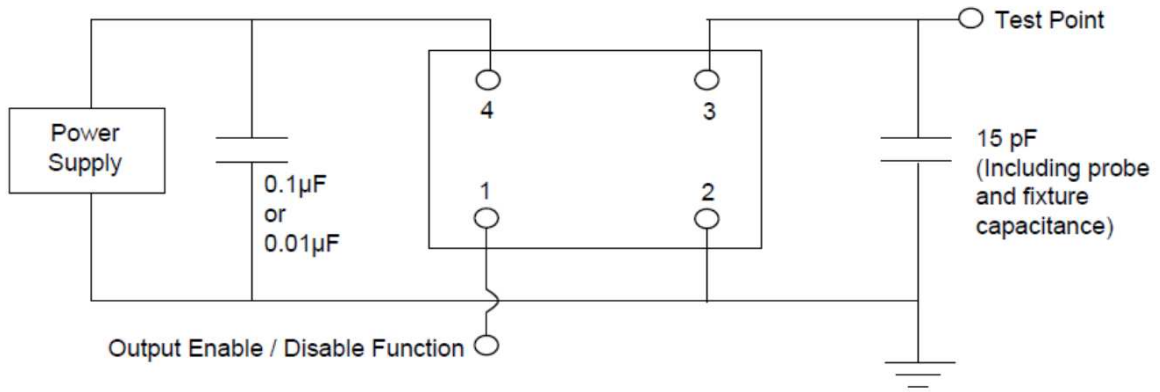 Test Point
4
3
Power
Supply
15 pF
(Including probe
and fixture
capacitance)
0.1µF
or
0.01µF
1
2
Output Enable / Disable Function